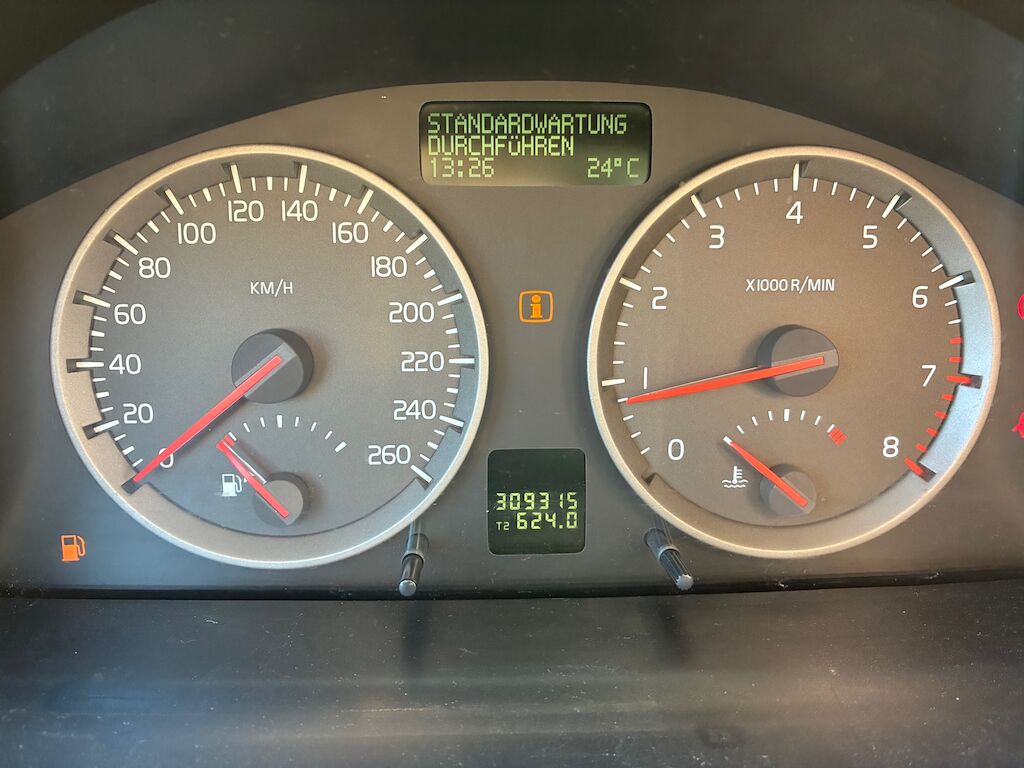 STANDARDWARTUNG
DURCHFÜHREN
13:26 24°C
0 20 40 60 80 100 120 140 160 180 200 220 240 260
KM/H
0 1 2 3 4 5 6 7 8
X1000 R/MIN
309315
T2 624.0